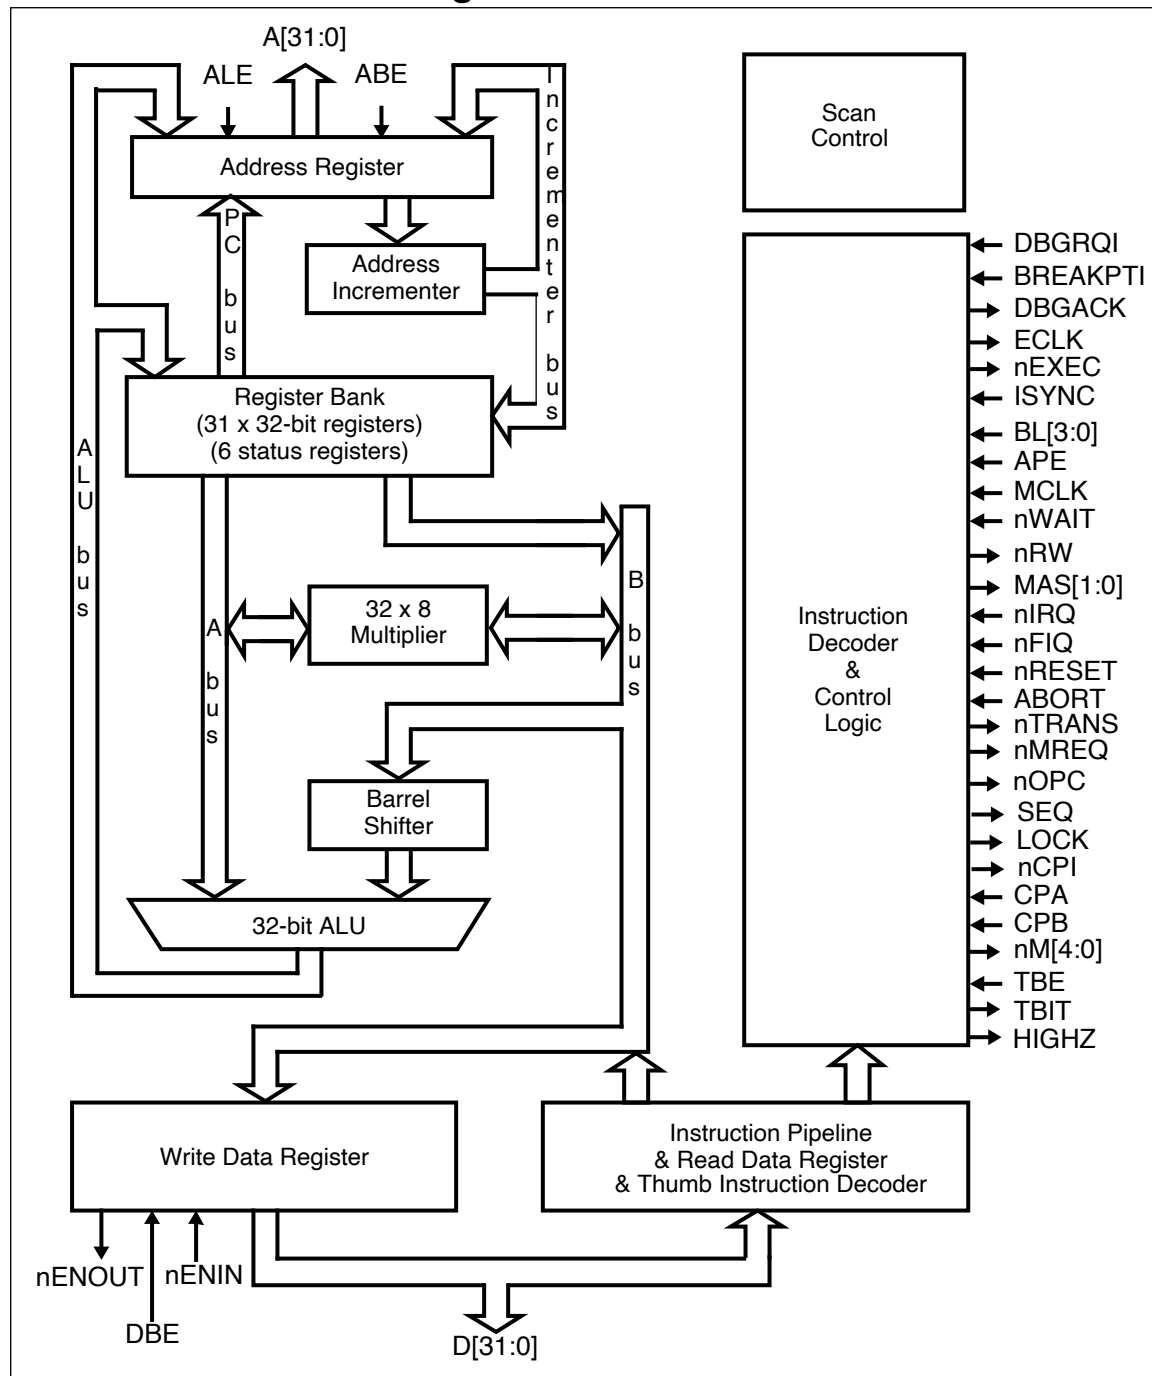 A[31:0]
ALE
ABE
Incrementer bus
Scan
Control
Address Register
PC bus
Address
Incrementer
Register Bank
(31 x 32-bit registers)
(6 status registers)
ALU bus
A bus
32 x 8
Multiplier
B bus
Barrel
Shifter
32-bit ALU
Instruction
Decoder
&
Control
Logic
DBGRQI
BREAKPTI
DBGACK
ECLK
nEXEC
ISYNC
BL[3:0]
APE
MCLK
nWAIT
nRW
MAS[1:0]
nIRQ
nFIQ
nRESET
ABORT
nTRANS
nMREQ
nOPC
SEQ
LOCK
nCPI
CPA
CPB
nM[4:0]
TBE
TBIT
HIGHZ
Write Data Register
Instruction Pipeline
& Read Data Register
& Thumb Instruction Decoder
nENOUT
nENIN
DBE
D[31:0]